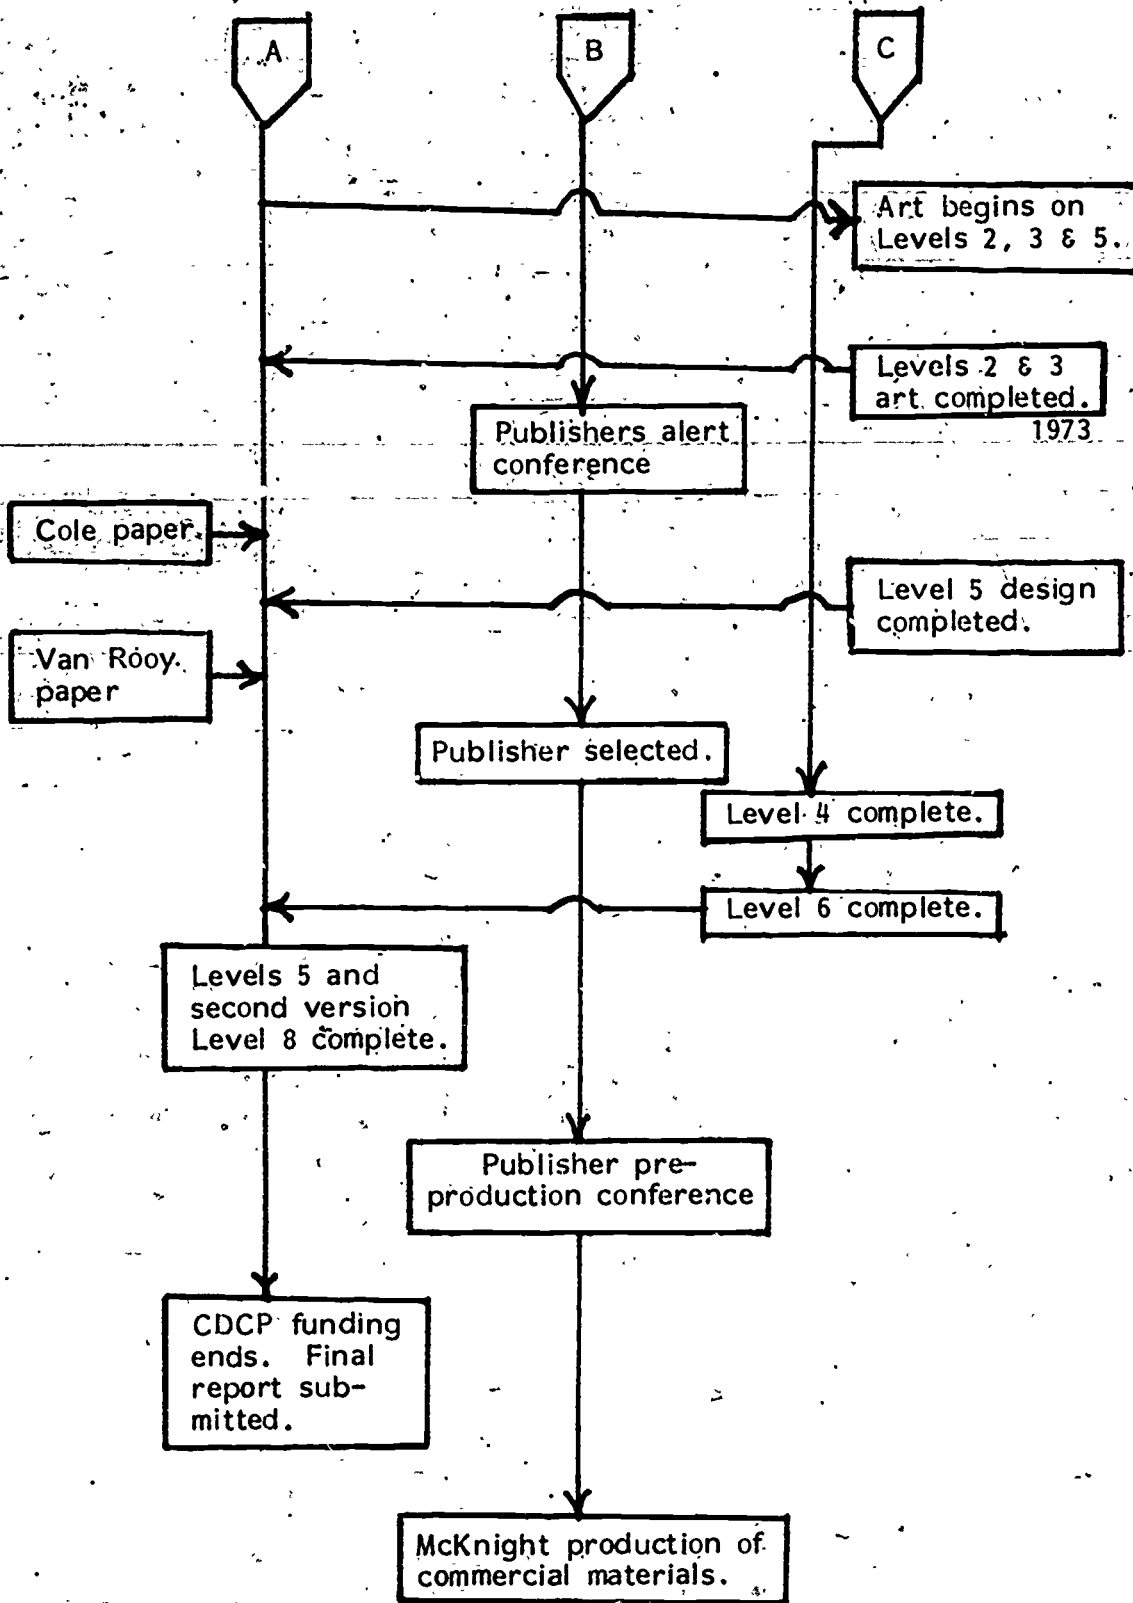 A
B
C
Art begins on
Levels 2, 3 & 5.
Levels 2 & 3
art completed.
1973
Publishers alert
conference
Cole paper
Level 5 design
completed.
Van Rooy
paper
Publisher selected.
Level 4 complete.
Level 6 complete.
Levels 5 and
second version
Level 8 complete.
Publisher pre-
production conference
CDCP funding
ends. Final
report sub-
mitted.
McKnight production of
commercial materials.